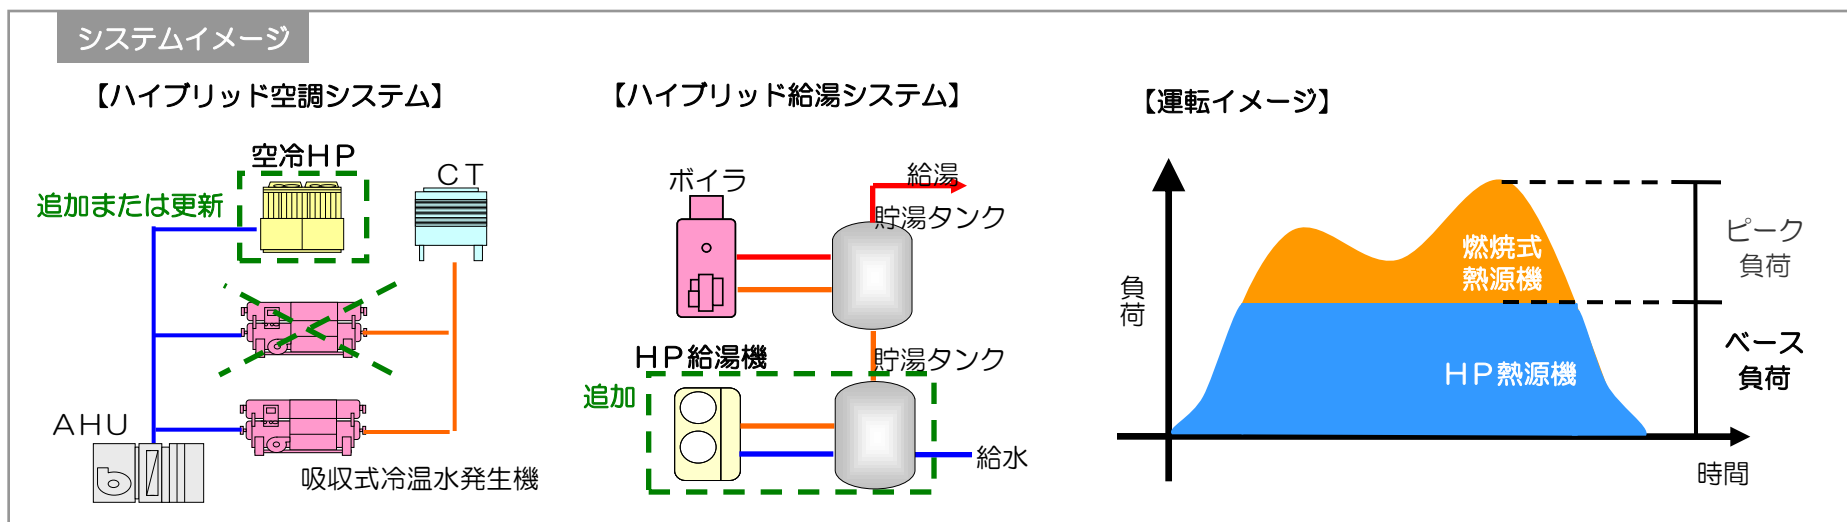 システムイメージ
【ハイブリッド空調システム】
空冷HP
CT
追加または更新
AHU
吸収式冷温水発生機
【ハイブリッド給湯システム】
ボイラ
給湯
貯湯タンク
HP給湯機
貯湯タンク
追加
給水
【運転イメージ】
負荷
燃焼式
熱源機
HP熱源機
ピーク
負荷
ベース
負荷
時間